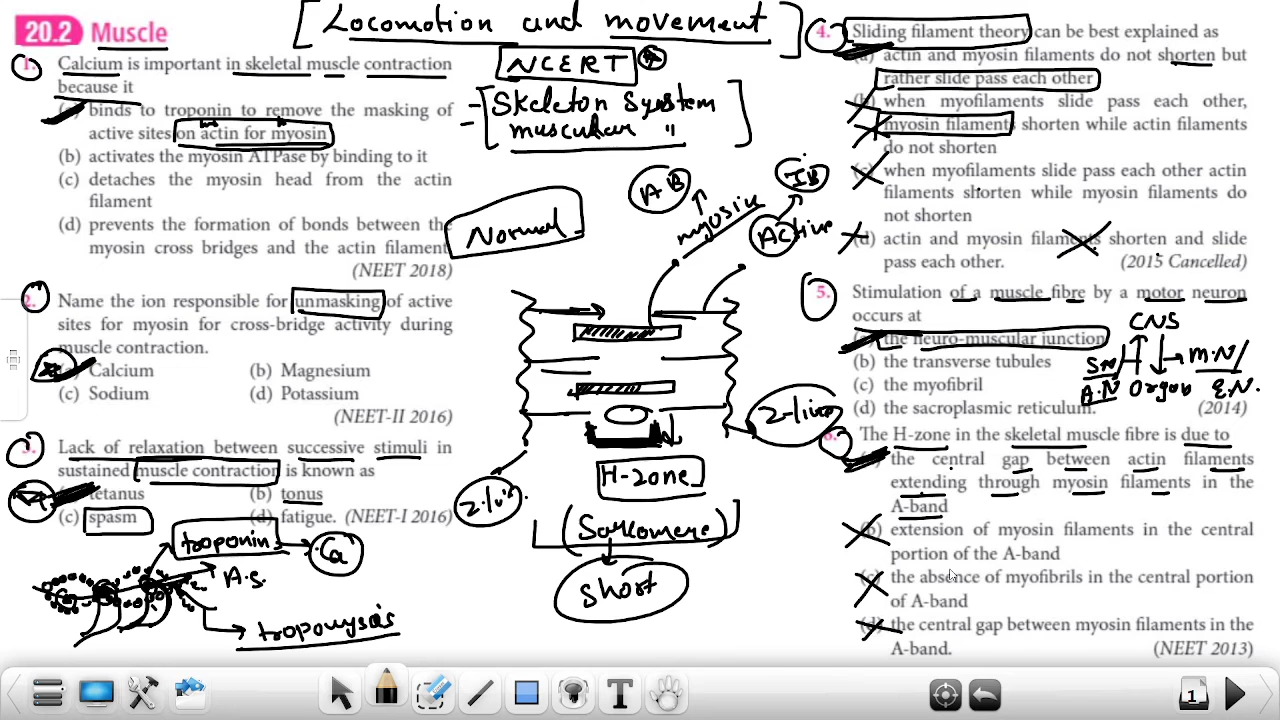 [ Locomotion and movement ]
NCERT
[ Skeleton System
muscular " ]
20.2 Muscle
1. Calcium is important in skeletal muscle contraction
because it
binds to troponin to remove the masking of
active sites on actin for myosin
(b) activates the myosin ATPase by binding to it
(c) detaches the myosin head from the actin
filament
(d) prevents the formation of bonds between the
myosin cross bridges and the actin filament.
(NEET 2018)
2. Name the ion responsible for unmasking of active
sites for myosin for cross-bridge activity during
muscle contraction.
Calcium (b) Magnesium
(c) Sodium (d) Potassium
(NEET-II 2016)
3. Lack of relaxation between successive stimuli in
sustained muscle contraction is known as
tetanus (b) tonus
(c) spasm (d) fatigue. (NEET-I 2016)
troponin
Ca
A.S.
Normal
A B
myosin
IB
Active
Z-line
Z-line
H-zone
(Sarkomere)
Short
4. Sliding filament theory can be best explained as
(a) actin and myosin filaments do not shorten but
rather slide pass each other
(b) when myofilaments slide pass each other,
myosin filaments shorten while actin filaments
do not shorten
(c) when myofilaments slide pass each other actin
filaments shorten while myosin filaments do
not shorten
(d) actin and myosin filaments shorten and slide
pass each other. (2015 Cancelled)
5. Stimulation of a muscle fibre by a motor neuron
occurs at
the neuro-muscular junction
(b) the transverse tubules
(c) the myofibril
(d) the sacroplasmic reticulum. (2014)
CNS
SN
M.N/
A.N Organ E.N.
6. The H-zone in the skeletal muscle fibre is due to
the central gap between actin filaments
extending through myosin filaments in the
A-band
(b) extension of myosin filaments in the central
portion of the A-band
(c) the absence of myofibrils in the central portion
of A-band
(d) the central gap between myosin filaments in the
A-band. (NEET 2013)
T
1